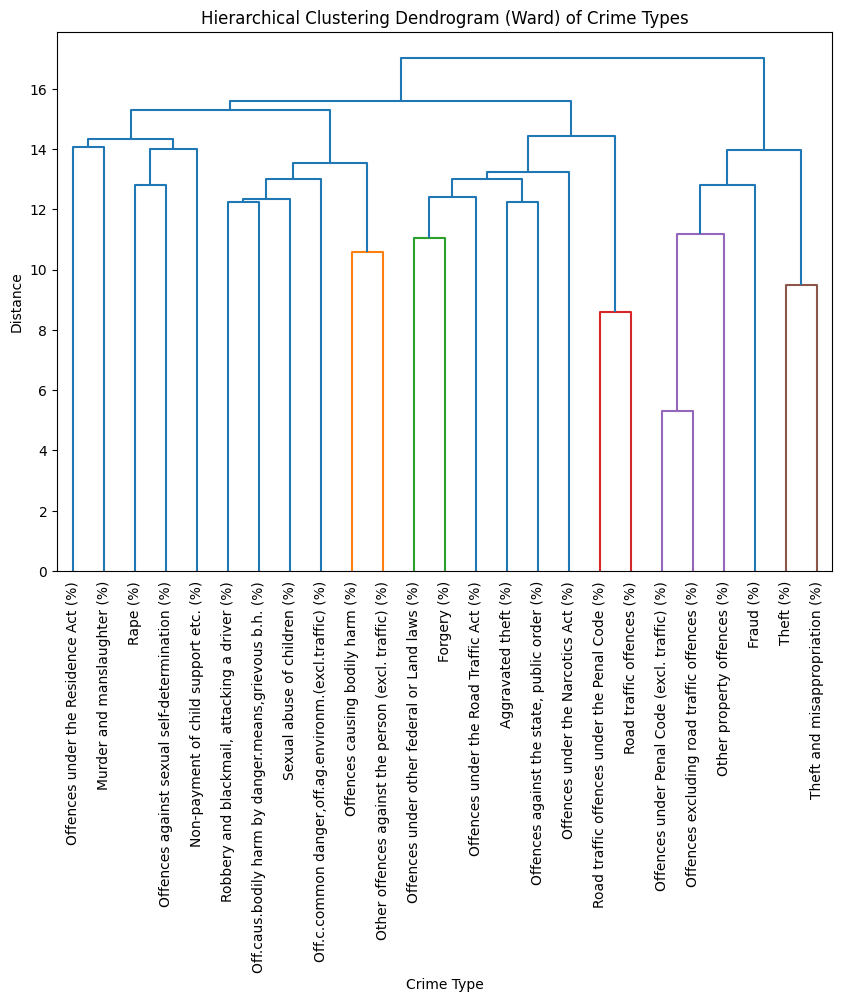 Hierarchical Clustering Dendrogram (Ward) of Crime Types
16
14
12
10
8
6
4
2
0
Distance
Offences under the Residence Act (%)
Murder and manslaughter (%)
Rape (%)
Offences against sexual self-determination (%)
Non-payment of child support etc. (%)
Robbery and blackmail, attacking a driver (%)
Off.caus.bodily harm by danger.means,grievous b.h. (%)
Sexual abuse of children (%)
Off.c.common danger,off.ag.environm.(excl.traffic) (%)
Offences causing bodily harm (%)
Other offences against the person (excl. traffic) (%)
Offences under other federal or Land laws (%)
Forgery (%)
Offences under the Road Traffic Act (%)
Aggravated theft (%)
Offences against the state, public order (%)
Offences under the Narcotics Act (%)
Road traffic offences under the Penal Code (%)
Road traffic offences (%)
Offences under Penal Code (excl. traffic) (%)
Offences excluding road traffic offences (%)
Other property offences (%)
Fraud (%)
Theft (%)
Theft and misappropriation (%)
Crime Type